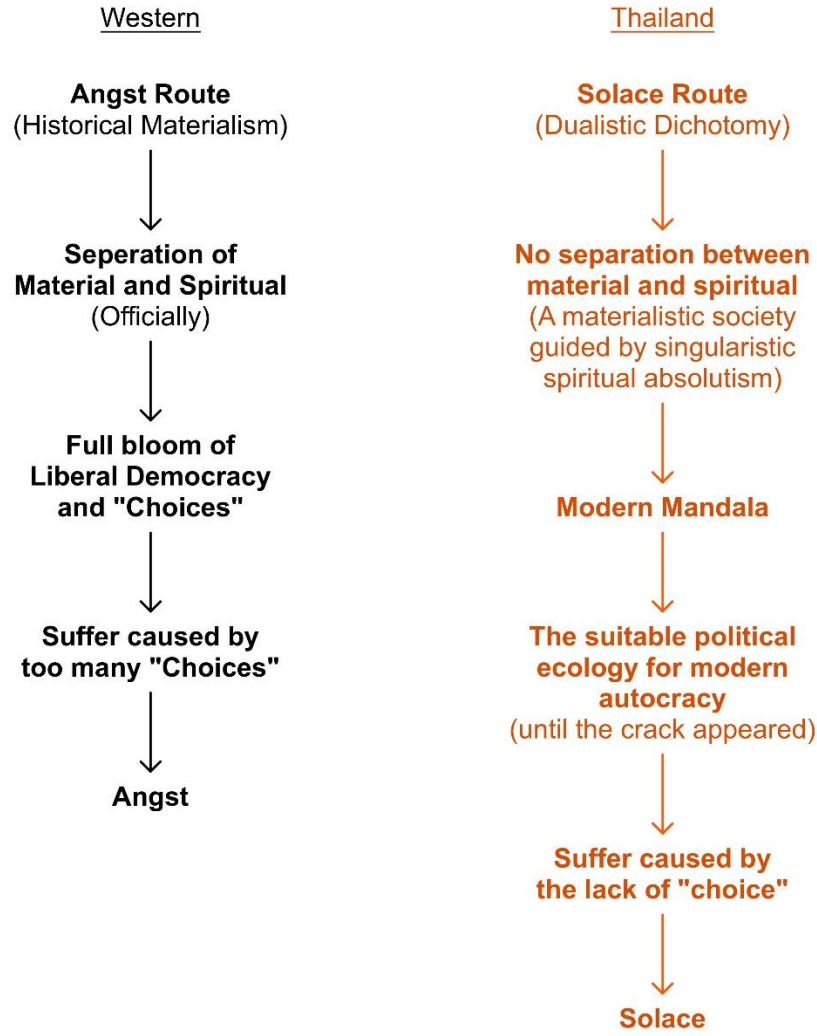 Western
Angst Route
(Historical Materialism)
Seperation of
Material and Spiritual
(Officially)
Full bloom of
Liberal Democracy
and "Choices"
Suffer caused by
too many "Choices"
Angst
Thailand
Solace Route
(Dualistic Dichotomy)
No separation between
material and spiritual
(A materialistic society
guided by singularistic
spiritual absolutism)
Modern Mandala
The suitable political
ecology for modern
autocracy
(until the crack appeared)
Suffer caused by
the lack of "choice"
Solace